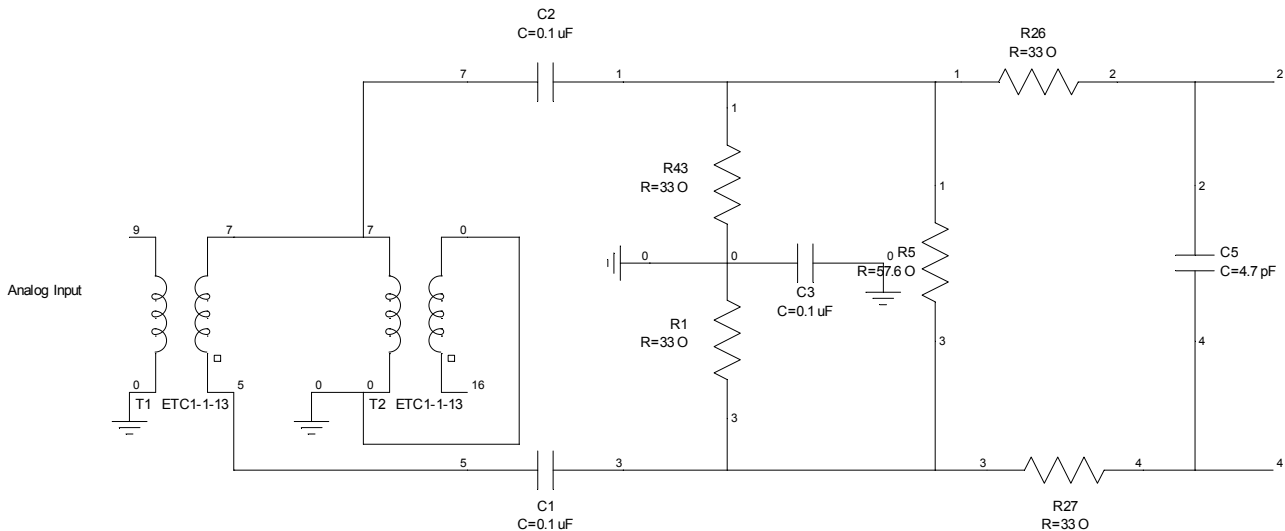 C2
C=0.1 uF
R26
R=33 O
7
1
1
2
2
1
R43
R=33 O
1
2
9
7
7
0
0
0
0
R5
R=57.6 O
C5
C=4.7 pF
Analog Input
C3
C=0.1 uF
R1
R=33 O
3
4
0
5
0
0
16
T1 ETC1-1-13
T2 ETC1-1-13
3
5
3
3
4
4
C1
C=0.1 uF
R27
R=33 O